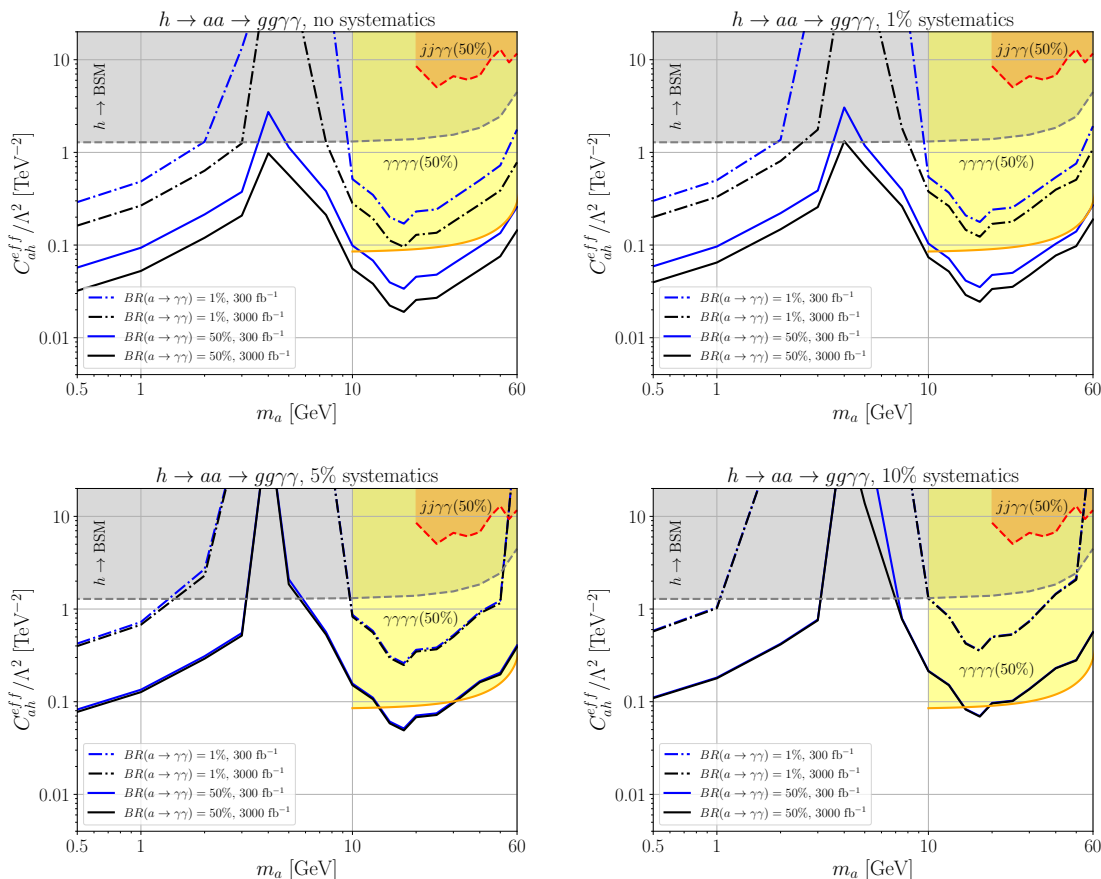 h → aa → ggγγ, no systematics
10
1
0.1
0.01
C_{ah}^{eff}/Λ² [TeV⁻²]
h → BSM
jjγγ(50%)
γγγγ(50%)
BR(a → γγ) = 1%, 300 fb⁻¹
BR(a → γγ) = 1%, 3000 fb⁻¹
BR(a → γγ) = 50%, 300 fb⁻¹
BR(a → γγ) = 50%, 3000 fb⁻¹
0.5 1 10 60
m_a [GeV]
h → aa → ggγγ, 1% systematics
10
1
0.1
0.01
C_{ah}^{eff}/Λ² [TeV⁻²]
h → BSM
jjγγ(50%)
γγγγ(50%)
BR(a → γγ) = 1%, 300 fb⁻¹
BR(a → γγ) = 1%, 3000 fb⁻¹
BR(a → γγ) = 50%, 300 fb⁻¹
BR(a → γγ) = 50%, 3000 fb⁻¹
0.5 1 10 60
m_a [GeV]
h → aa → ggγγ, 5% systematics
10
1
0.1
0.01
C_{ah}^{eff}/Λ² [TeV⁻²]
h → BSM
jjγγ(50%)
γγγγ(50%)
BR(a → γγ) = 1%, 300 fb⁻¹
BR(a → γγ) = 1%, 3000 fb⁻¹
BR(a → γγ) = 50%, 300 fb⁻¹
BR(a → γγ) = 50%, 3000 fb⁻¹
0.5 1 10 60
m_a [GeV]
h → aa → ggγγ, 10% systematics
10
1
0.1
0.01
C_{ah}^{eff}/Λ² [TeV⁻²]
h → BSM
jjγγ(50%)
γγγγ(50%)
BR(a → γγ) = 1%, 300 fb⁻¹
BR(a → γγ) = 1%, 3000 fb⁻¹
BR(a → γγ) = 50%, 300 fb⁻¹
BR(a → γγ) = 50%, 3000 fb⁻¹
0.5 1 10 60
m_a [GeV]